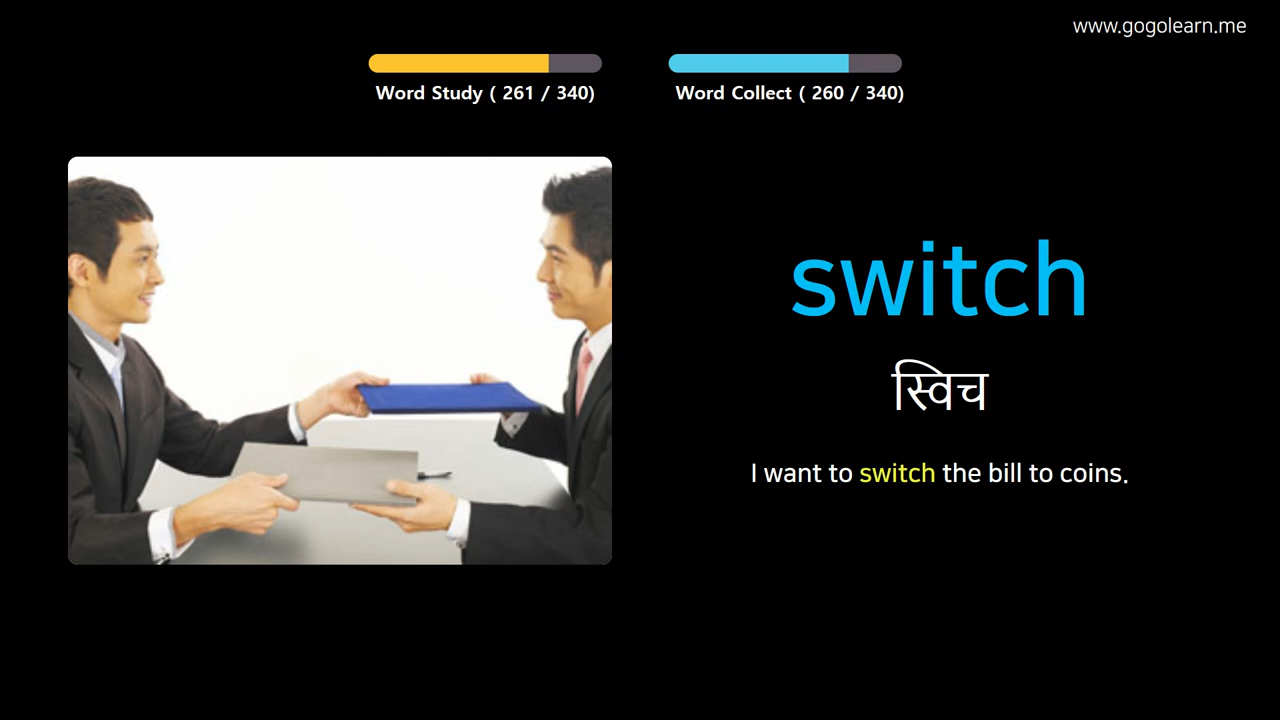 www.gogolearn.me
Word Study ( 261 / 340)
Word Collect ( 260 / 340)
switch
स्विच
I want to switch the bill to coins.